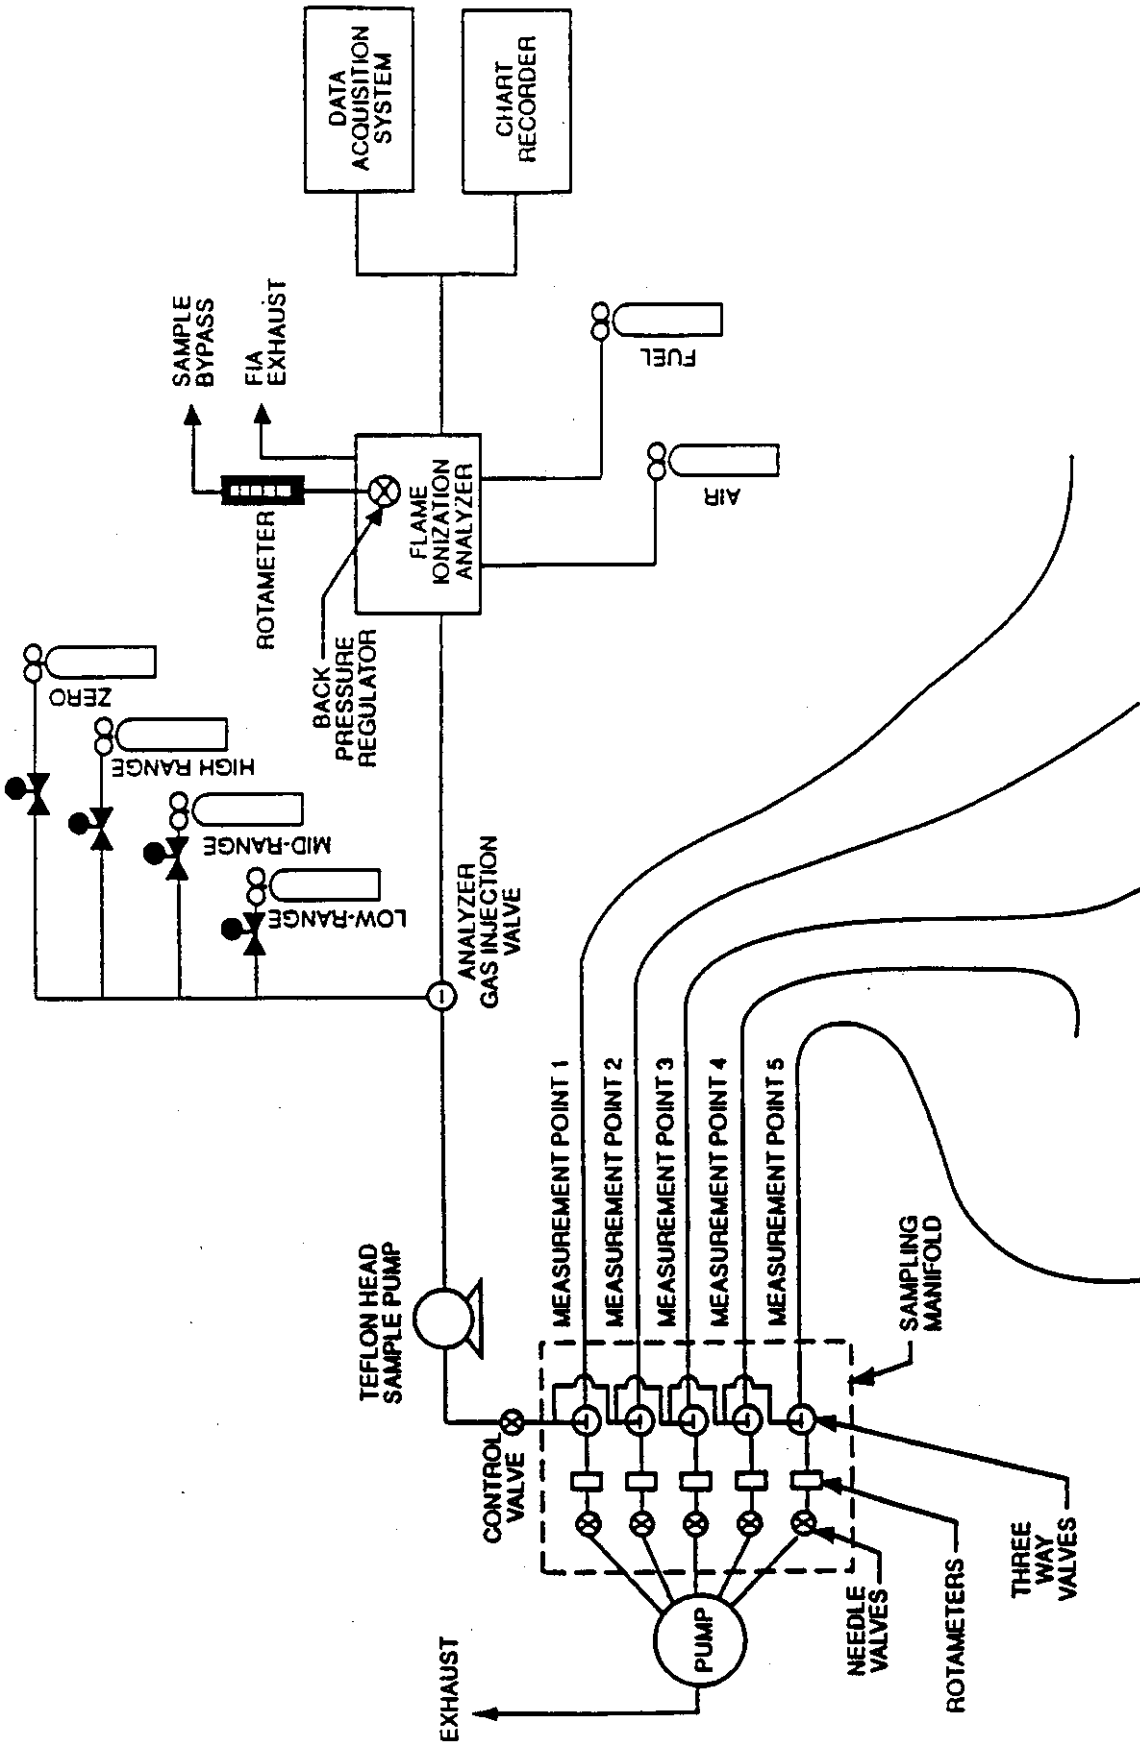 DATA
ACQUISITION
SYSTEM
CHART
RECORDER
SAMPLE
BYPASS
FIA
EXHAUST
ROTAMETER
FLAME
IONIZATION
ANALYZER
BACK
PRESSURE
REGULATOR
FUEL
AIR
ZERO
HIGH RANGE
MID-RANGE
LOW-RANGE
ANALYZER
GAS INJECTION
VALVE
TEFLON HEAD
SAMPLE PUMP
CONTROL
VALVE
MEASUREMENT POINT 1
MEASUREMENT POINT 2
MEASUREMENT POINT 3
MEASUREMENT POINT 4
MEASUREMENT POINT 5
SAMPLING
MANIFOLD
EXHAUST
PUMP
NEEDLE
VALVES
ROTAMETERS
THREE
WAY
VALVES